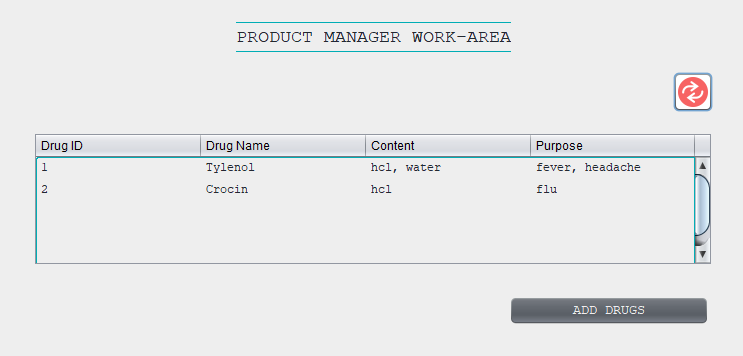 PRODUCT MANAGER WORK-AREA
Drug ID Drug Name Content Purpose
1 Tylenol hcl, water fever, headache
2 Crocin hcl flu
ADD DRUGS